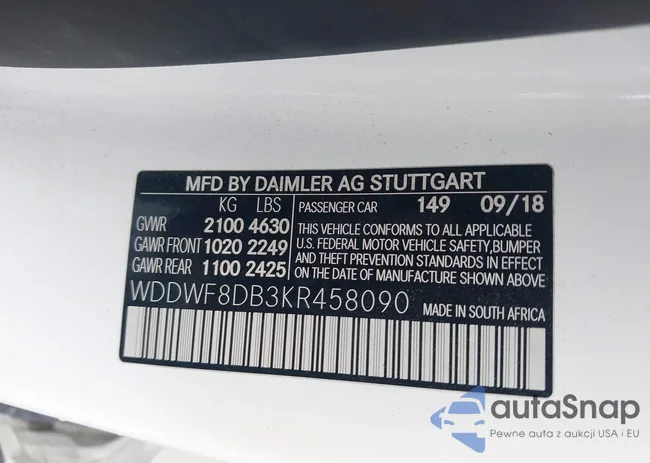 MFD BY DAIMLER AG STUTTGART
KG LBS PASSENGER CAR 149 09/18
GVWR 2100 4630
GAWR FRONT 1020 2249
GAWR REAR 1100 2425
THIS VEHICLE CONFORMS TO ALL APPLICABLE
U.S. FEDERAL MOTOR VEHICLE SAFETY,BUMPER
AND THEFT PREVENTION STANDARDS IN
EFFECT ON THE DATE OF
MANUFACTURE SHOWN ABOVE
WDDWF8DB3KR458090 MADE IN SOUTH AFRICA
autaSnap
Pewne auta z aukcji USA i EU